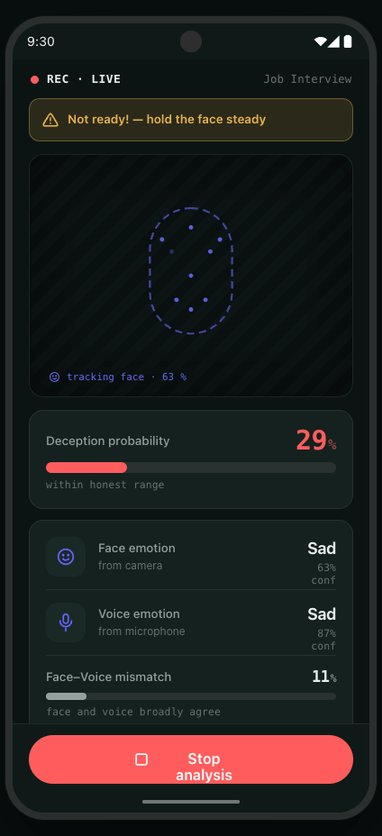 9:30
REC · LIVE
Job Interview
Not ready! — hold the face steady
tracking face · 63 %
Deception probability
29%
within honest range
Face emotion
Sad
from camera
63%
conf
Voice emotion
Sad
from microphone
87%
conf
Face–Voice mismatch
11%
face and voice broadly agree
Stop
analysis